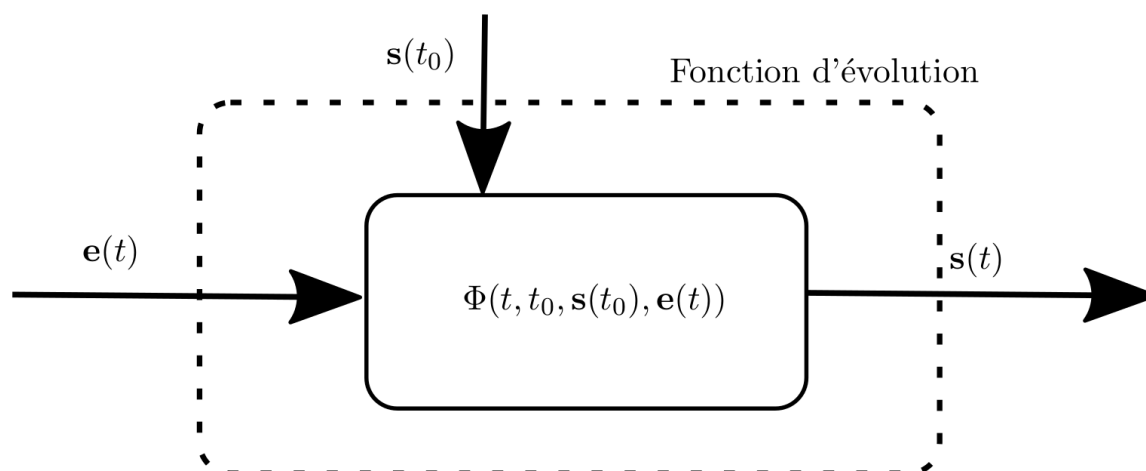 s(t₀)
Fonction d'évolution
e(t)
Φ(t, t₀, s(t₀), e(t))
s(t)